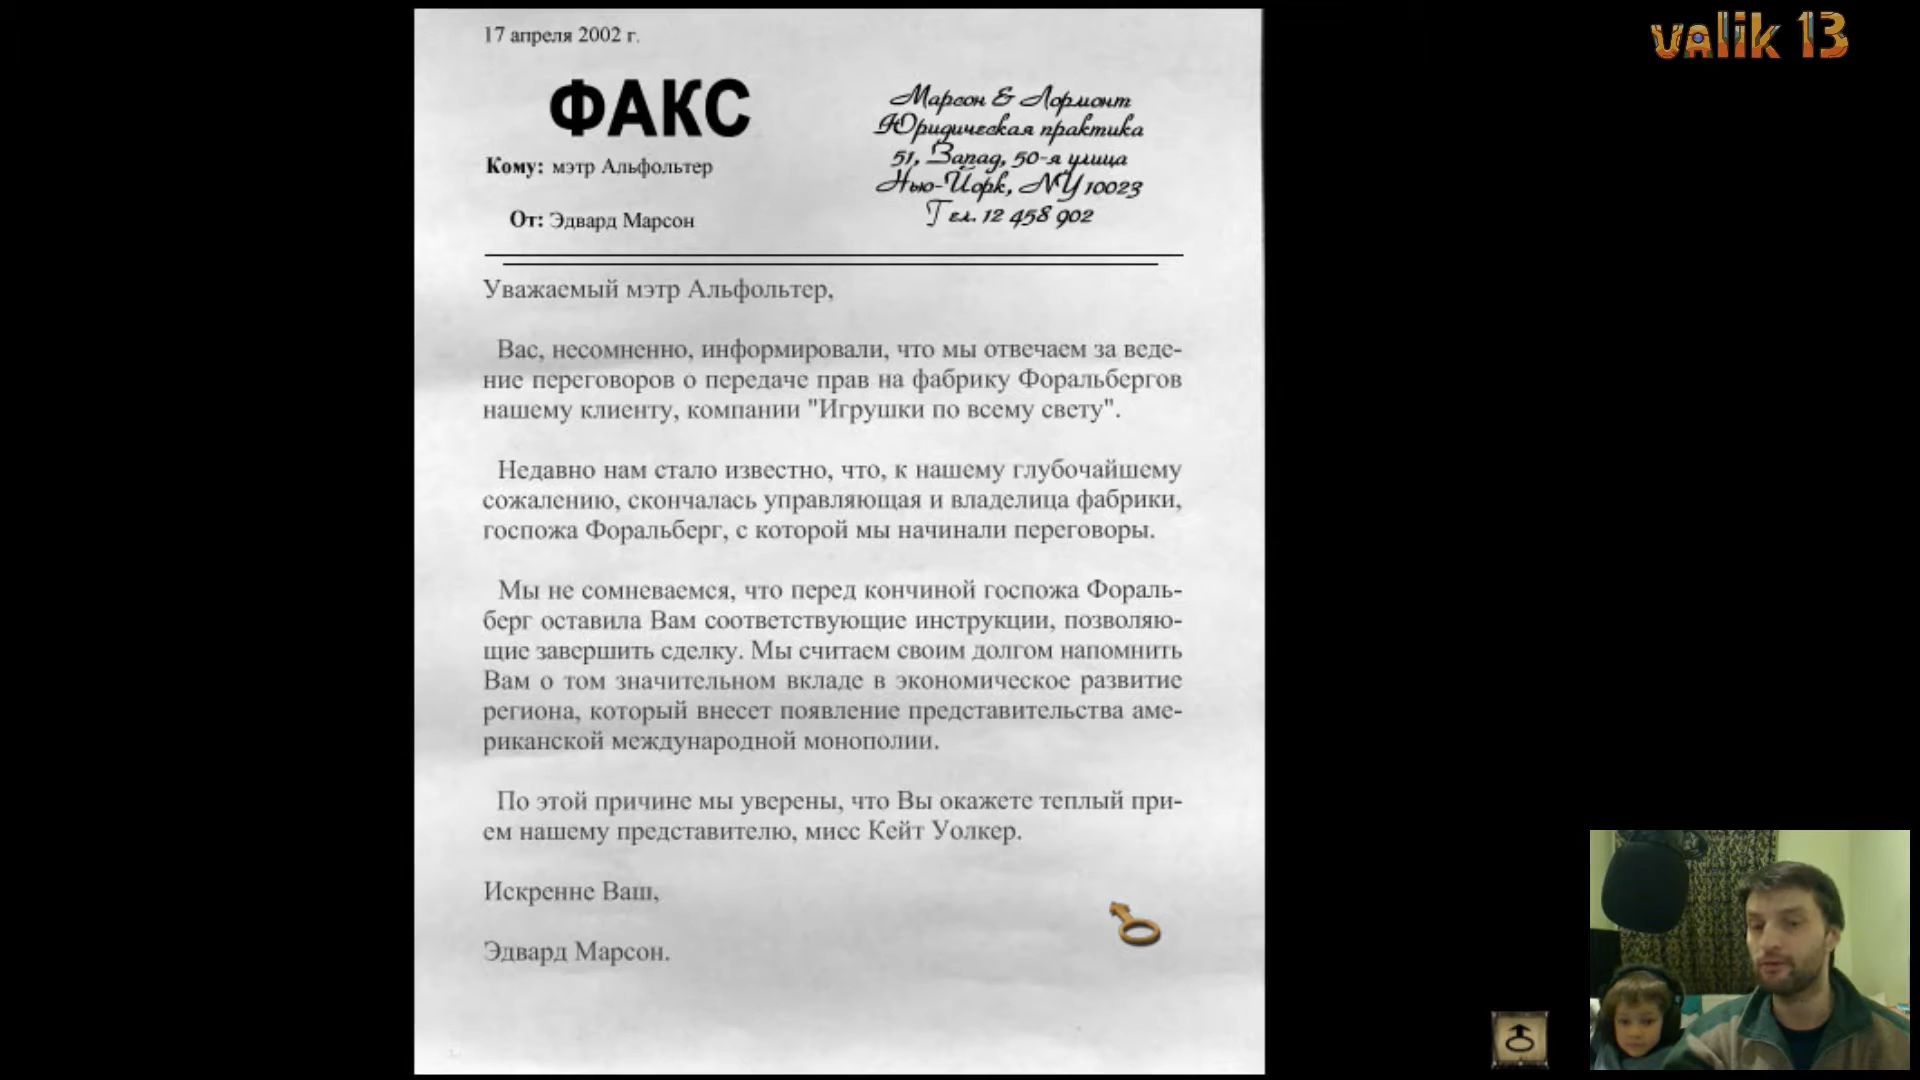 17 апреля 2002 г.
ФАКС
Кому: мэтр Альфольтер
От: Эдвард Марсон
Марсон & Лормонт
Юридическая практика
51, Запад, 50-я улица
Нью-Йорк, NY 10023
Тел. 12 458 902
Уважаемый мэтр Альфольтер,
Вас, несомненно, информировали, что мы отвечаем за веде-
ние переговоров о передаче прав на фабрику Форальбергов
нашему клиенту, компании "Игрушки по всему свету".
Недавно нам стало известно, что, к нашему глубочайшему
сожалению, скончалась управляющая и владелица фабрики,
госпожа Форальберг, с которой мы начинали переговоры.
Мы не сомневаемся, что перед кончиной госпожа Фораль-
берг оставила Вам соответствующие инструкции, позволяю-
щие завершить сделку. Мы считаем своим долгом напомнить
Вам о том значительном вкладе в экономическое развитие
региона, который внесет появление представительства аме-
риканской международной монополии.
По этой причине мы уверены, что Вы окажете теплый при-
ем нашему представителю, мисс Кейт Уолкер.
Искренне Ваш,
Эдвард Марсон.
valik 13